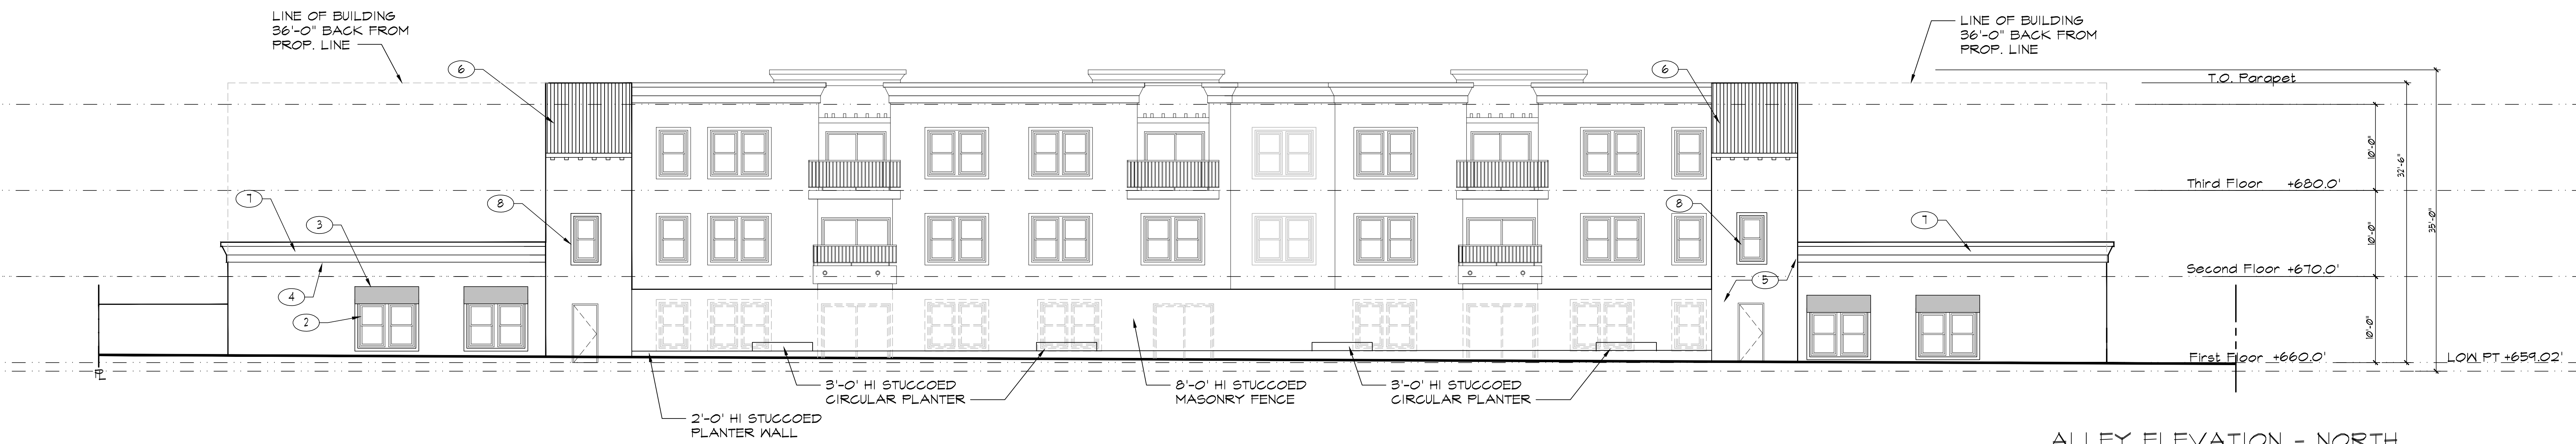 LINE OF BUILDING
36'-0" BACK FROM
PROP. LINE
LINE OF BUILDING
36'-0" BACK FROM
PROP. LINE
6
6
T.O. Parapet
10'-0"
32'-6"
Third Floor +680.0'
7
8
8
3
7
35'-0"
10'-0"
4
5
Second Floor +670.0'
2
10'-0"
First Floor +660.0'
LOW PT +659.02'
PL
3'-0' HI STUCCOED
CIRCULAR PLANTER
8'-0' HI STUCCOED
MASONRY FENCE
3'-0' HI STUCCOED
CIRCULAR PLANTER
2'-0' HI STUCCOED
PLANTER WALL
ALLEY ELEVATION - NORTH